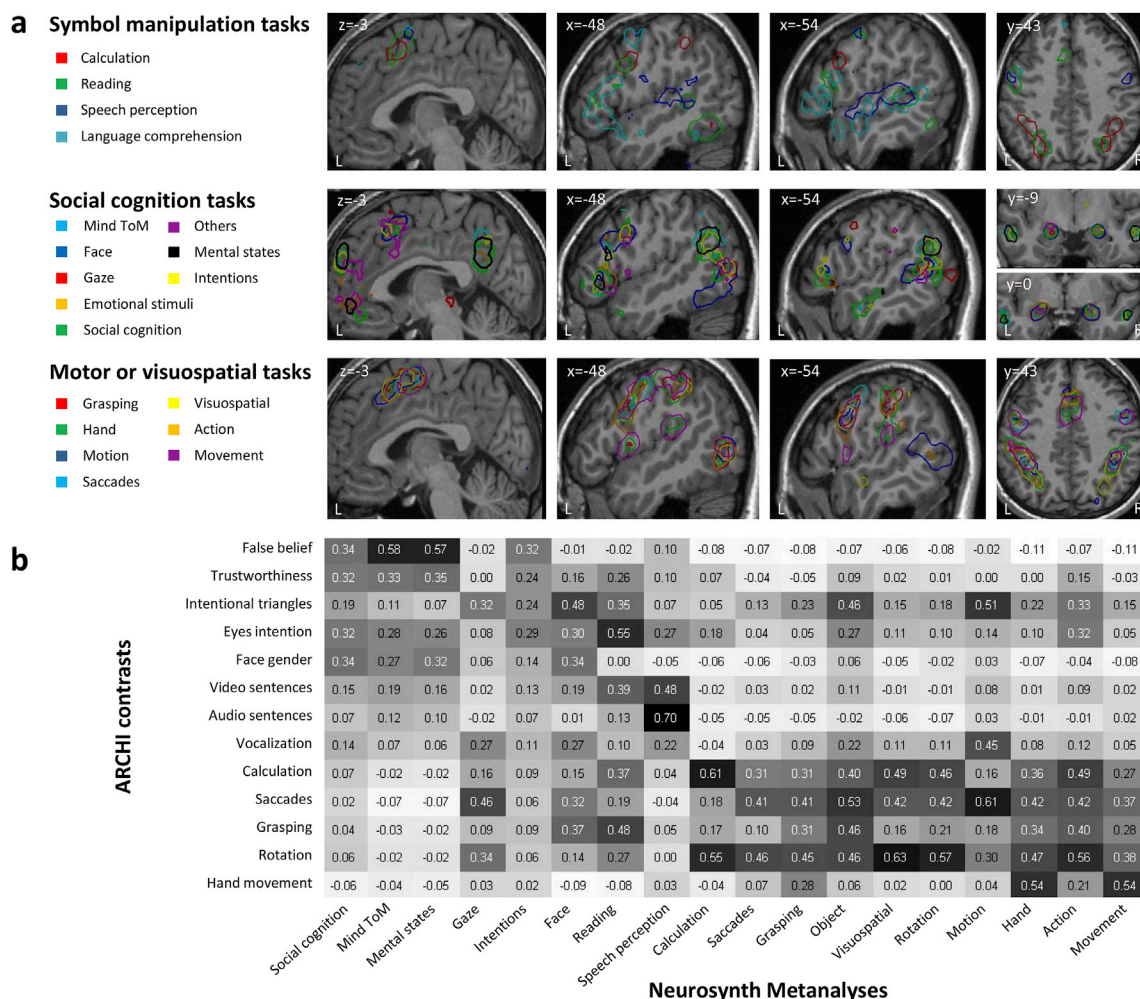 a
Symbol manipulation tasks
Calculation
Reading
Speech perception
Language comprehension
z=-3
x=-48
x=-54
y=43
L
L
L
L R
Social cognition tasks
Mind ToM Others
Face Mental states
Gaze Intentions
Emotional stimuli
Social cognition
z=-3
x=-48
x=-54
y=-9
L R
y=0
L
L
L
L R
Motor or visuospatial tasks
Grasping Visuospatial
Hand Action
Motion Movement
Saccades
z=-3
x=-48
x=-54
y=43
L
L
L
L R
b
ARCHI contrasts
False belief 0.34 0.58 0.57 -0.02 0.32 -0.01 -0.02 0.10 -0.08 -0.07 -0.08 -0.07 -0.06 -0.08 -0.02 -0.11 -0.07 -0.11
Trustworthiness 0.32 0.33 0.35 0.00 0.24 0.16 0.26 0.10 0.07 -0.04 -0.05 0.09 0.02 0.01 0.00 0.00 0.15 -0.03
Intentional triangles 0.19 0.11 0.07 0.32 0.24 0.48 0.35 0.07 0.05 0.13 0.23 0.46 0.15 0.18 0.51 0.22 0.33 0.15
Eyes intention 0.32 0.28 0.26 0.08 0.29 0.30 0.55 0.27 0.18 0.04 0.05 0.27 0.11 0.10 0.14 0.10 0.32 0.05
Face gender 0.34 0.27 0.32 0.06 0.14 0.34 0.00 -0.05 -0.06 -0.06 -0.03 0.06 -0.05 -0.02 0.03 -0.07 -0.04 -0.08
Video sentences 0.15 0.19 0.16 0.02 0.13 0.19 0.39 0.48 -0.02 0.03 0.02 0.11 -0.01 -0.01 0.08 0.01 0.09 0.02
Audio sentences 0.07 0.12 0.10 -0.02 0.07 0.01 0.13 0.70 -0.05 -0.05 -0.05 -0.02 -0.06 -0.07 0.03 -0.01 -0.01 0.02
Vocalization 0.14 0.07 0.06 0.27 0.11 0.27 0.10 0.22 -0.04 0.03 0.09 0.22 0.11 0.11 0.45 0.08 0.12 0.05
Calculation 0.07 -0.02 -0.02 0.16 0.09 0.15 0.37 0.04 0.61 0.31 0.31 0.40 0.49 0.46 0.16 0.36 0.49 0.27
Saccades 0.02 -0.07 -0.07 0.46 0.06 0.32 0.19 -0.04 0.18 0.41 0.41 0.53 0.42 0.42 0.61 0.42 0.42 0.37
Grasping 0.04 -0.03 -0.02 0.09 0.09 0.37 0.48 0.05 0.17 0.10 0.31 0.46 0.16 0.21 0.18 0.34 0.40 0.28
Rotation 0.06 -0.02 -0.02 0.34 0.06 0.14 0.27 0.00 0.55 0.46 0.45 0.46 0.63 0.57 0.30 0.47 0.56 0.38
Hand movement -0.06 -0.04 -0.05 0.03 0.02 -0.09 -0.08 0.03 -0.04 0.07 0.28 0.06 0.02 0.00 0.04 0.54 0.21 0.54
Social cognition Mind ToM Mental states Gaze Intentions Face Reading Speech perception Calculation Saccades Grasping Object Visuospatial Rotation Motion Hand Action Movement
Neurosynth Metanalyses